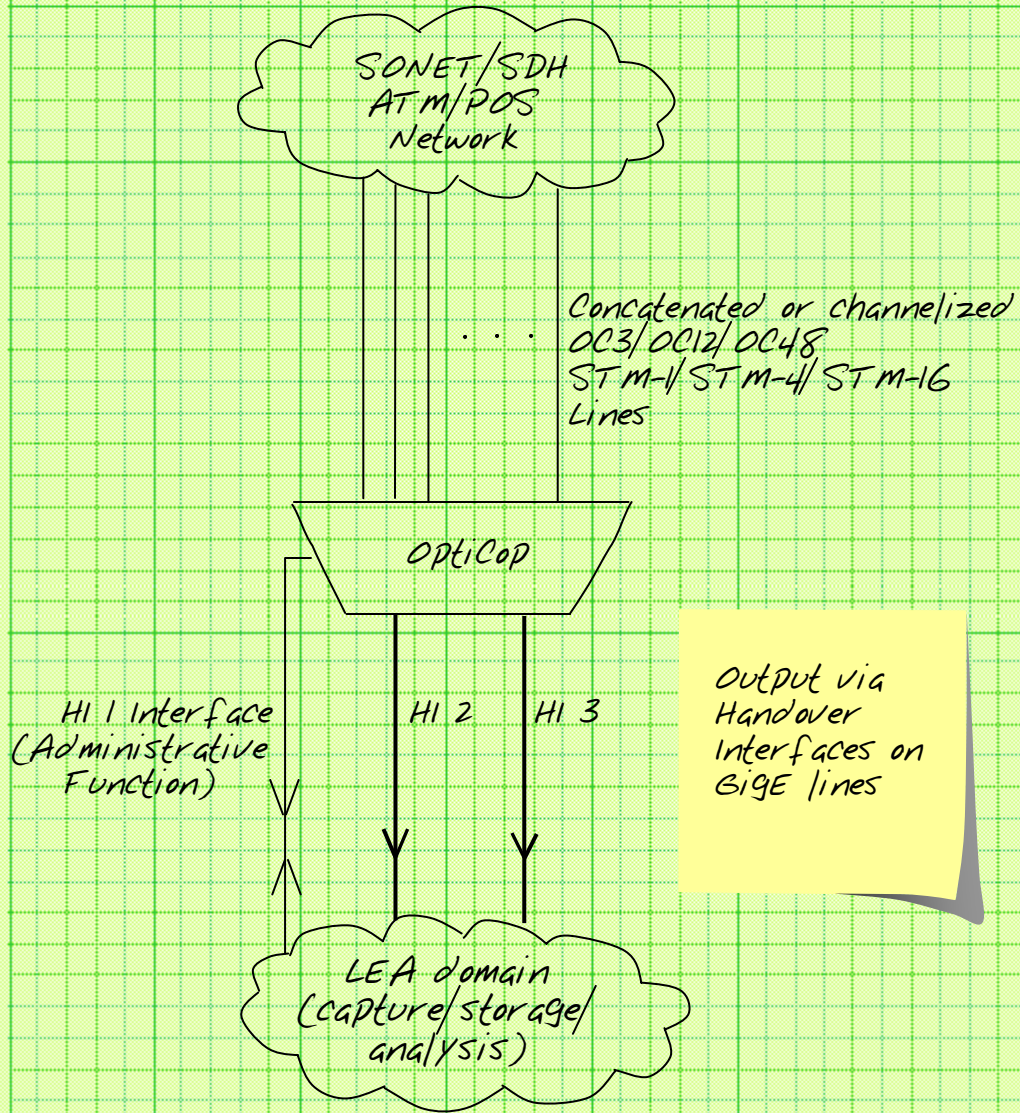 SONET/SDH
ATM/POS
Network
Concatenated or channelized
OC3/OC12/OC48
STM-1/STM-4/STM-16
Lines
OptiCop
HI 1 Interface
(Administrative
Function)
HI 2
HI 3
Output via
Handover
Interfaces on
GigE lines
LEA domain
(capture/storage/
analysis)